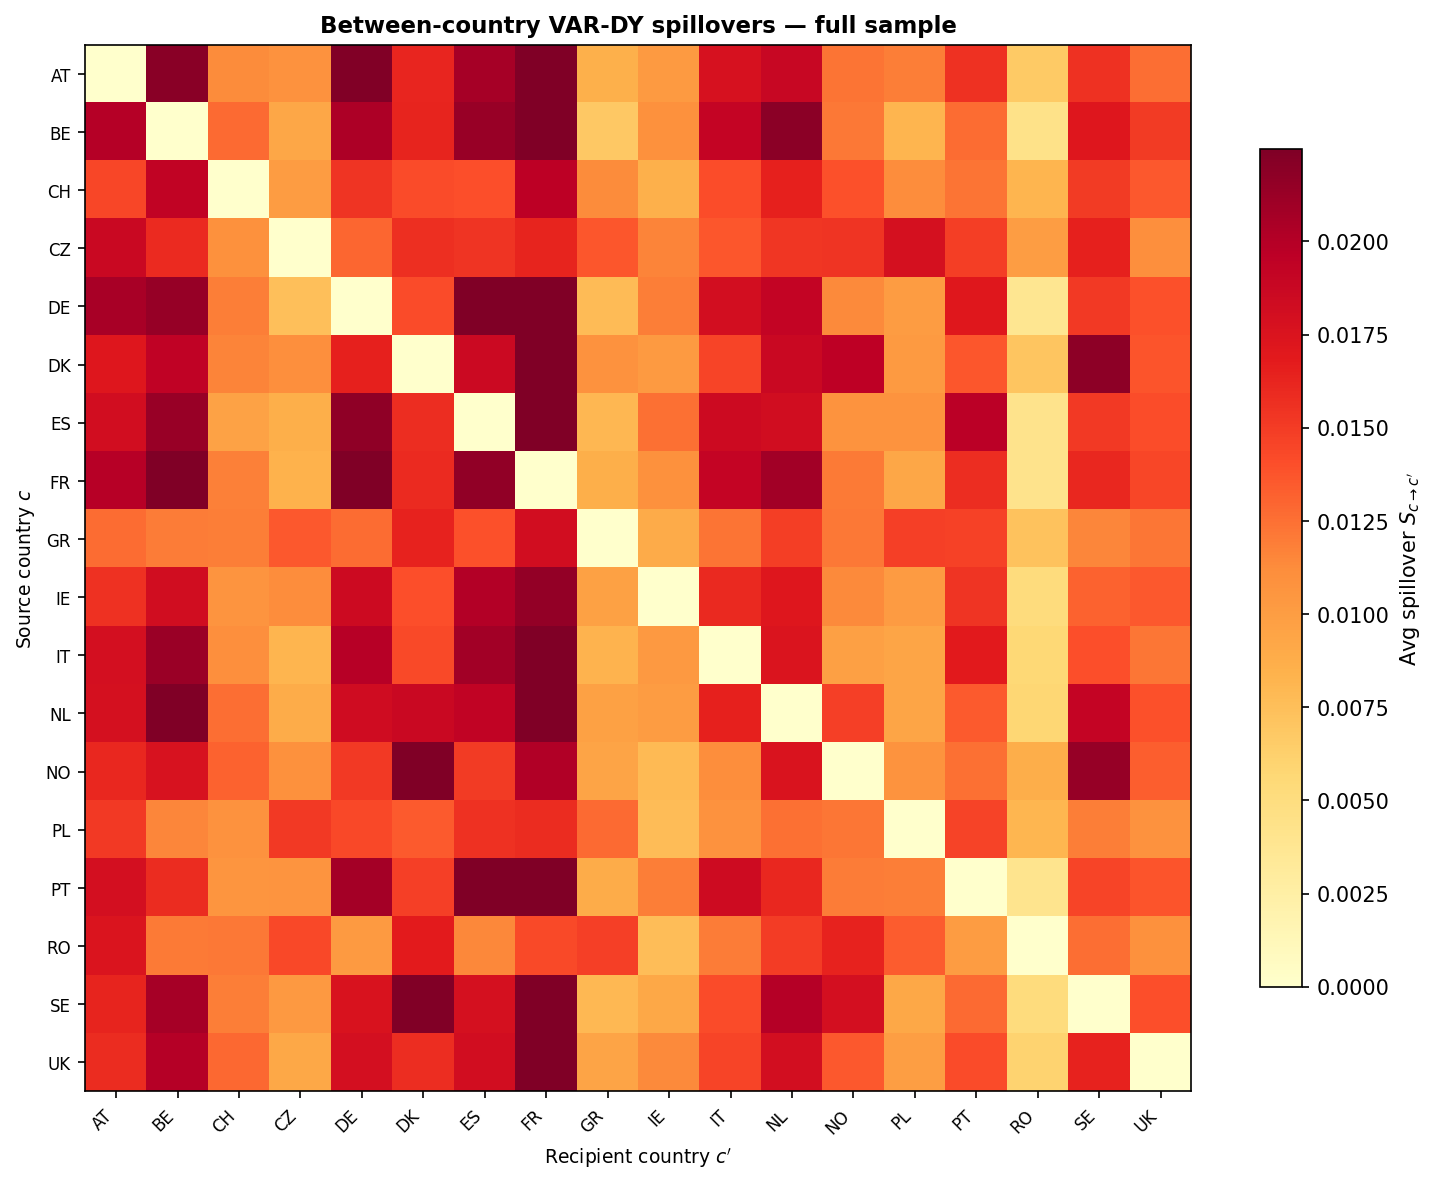 Between-country VAR-DY spillovers — full sample
AT
BE
CH
CZ
DE
DK
ES
FR
GR
IE
IT
NL
NO
PL
PT
RO
SE
UK
Source country c
AT BE CH CZ DE DK ES FR GR IE IT NL NO PL PT RO SE UK
Recipient country c′
0.0200
0.0175
0.0150
0.0125
0.0100
0.0075
0.0050
0.0025
0.0000
Avg spillover S_{c→c′}